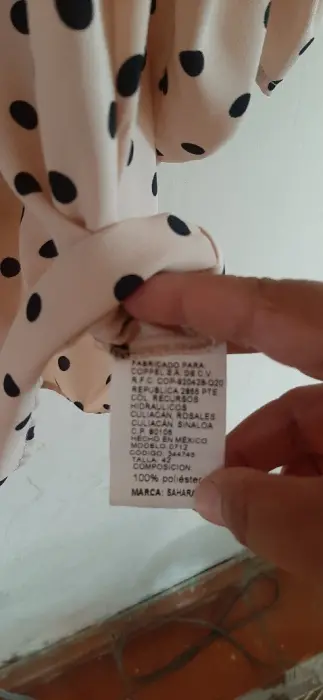 FABRICADO PARA:
COPPEL S.A. DE C.V.
R.F.C. COP-920428-Q20
REPUBLICA 2855 PTE
COL. RECURSOS
HIDRAULICOS
CULIACAN, ROSALES
CULIACAN, SINALOA
C.P. 80105
HECHO EN MÉXICO
MODELO: 0712
CODIGO: 344745
TALLA: 42
COMPOSICION:
100% poliéster
MARCA: SAHARA